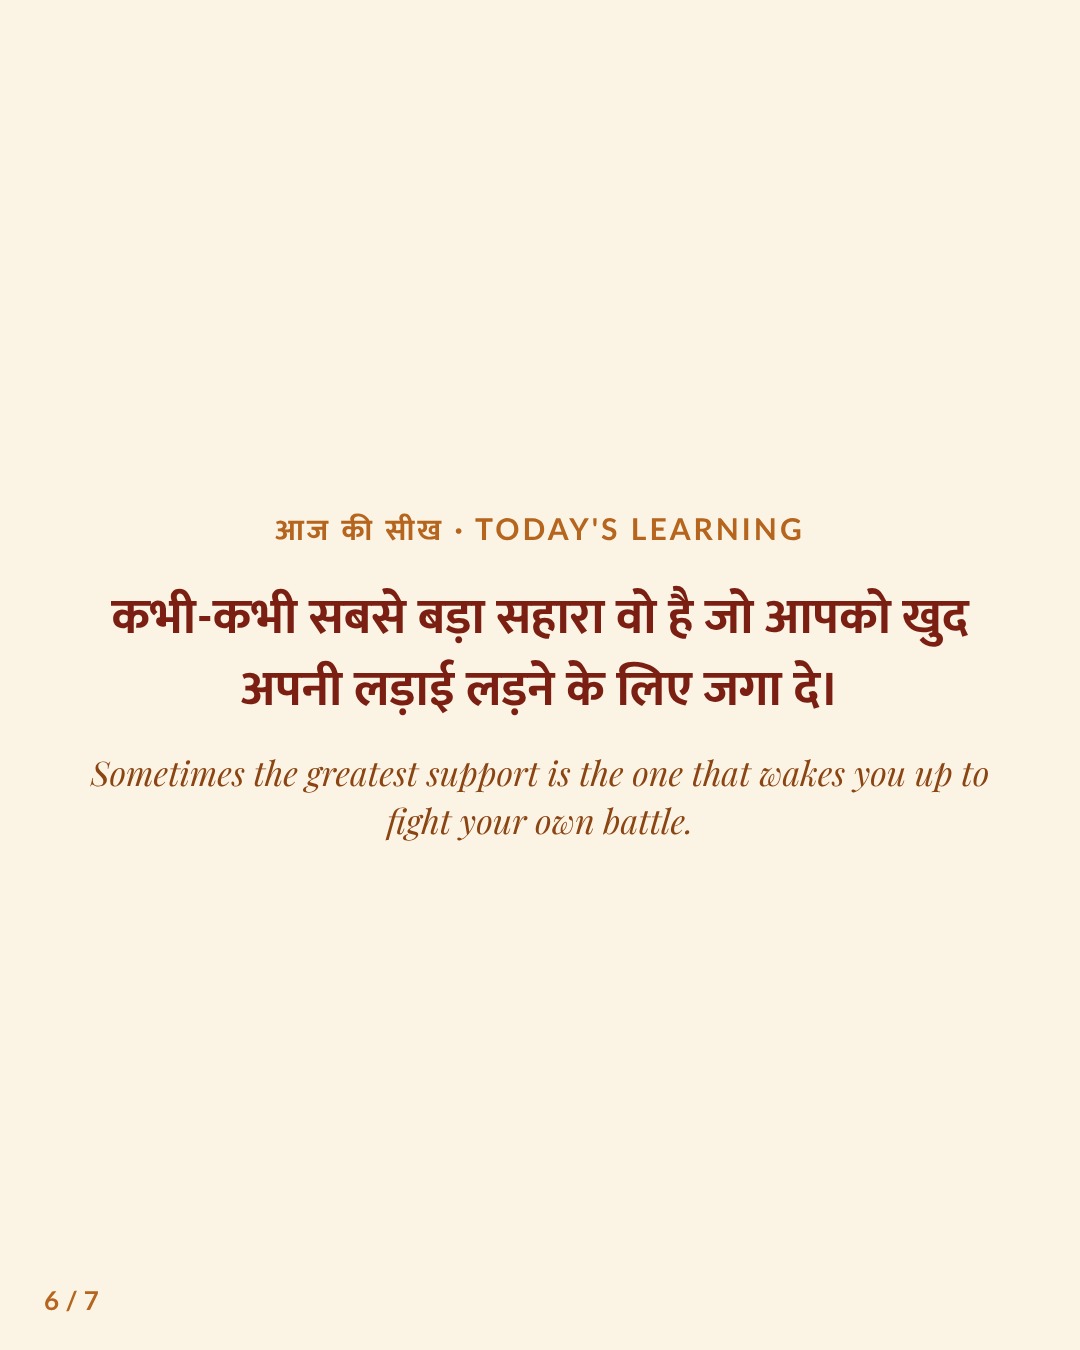 आज की सीख · TODAY'S LEARNING
कभी-कभी सबसे बड़ा सहारा वो है जो आपको खुद
अपनी लड़ाई लड़ने के लिए जगा दे।
Sometimes the greatest support is the one that wakes you up to
fight your own battle.
6 / 7